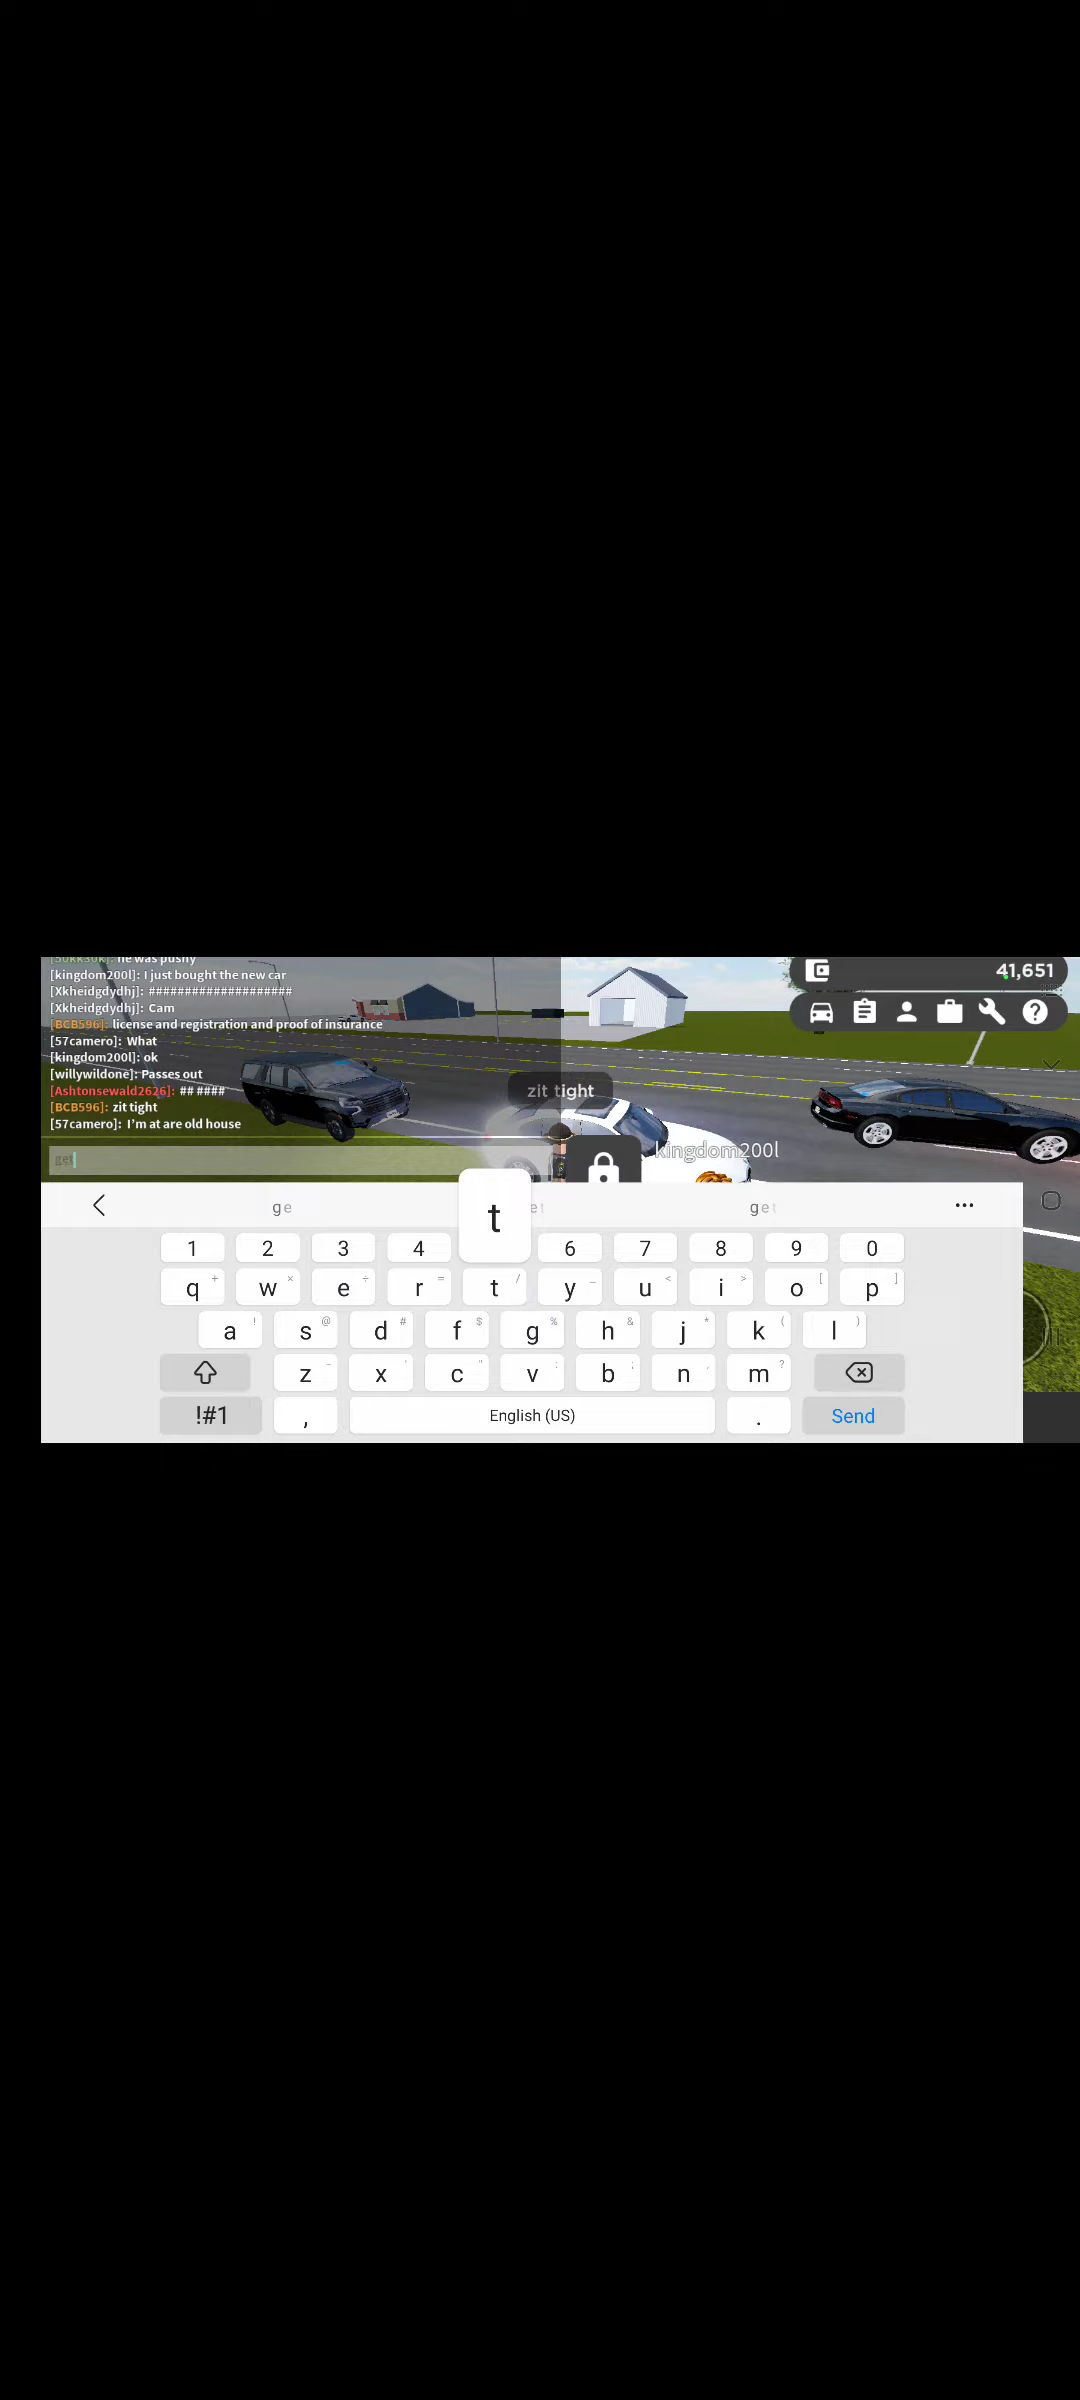 [50kk50k]: he was pushy
[kingdom200l]: I just bought the new car
[Xkheidgdydhj]: ####################
[Xkheidgdydhj]: Cam
[BCB596]: license and registration and proof of insurance
[57camero]: What
[kingdom200l]: ok
[willywildone]: Passes out
[Ashtonsewald2626]: ## ####
[BCB596]: zit tight
[57camero]: I'm at are old house
get
41,651
zit tight
kingdom200l
ge et get
t
1 2 3 4 6 7 8 9 0
q w e r t y u i o p
a s d f g h j k l
z x c v b n m
!#1 , English (US) . Send